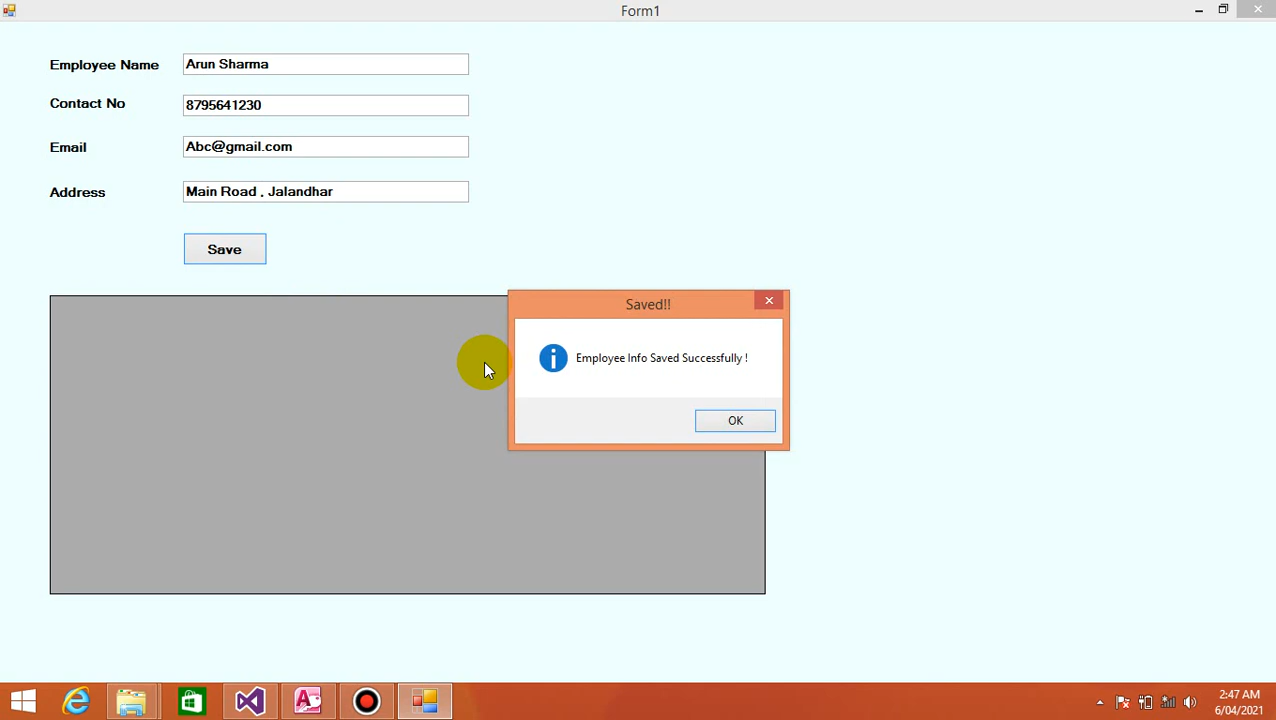 Form1
Employee Name Arun Sharma
Contact No 8795641230
Email Abc@gmail.com
Address Main Road , Jalandhar
Save
Saved!!
Employee Info Saved Successfully !
OK
2:47 AM
6/04/2021